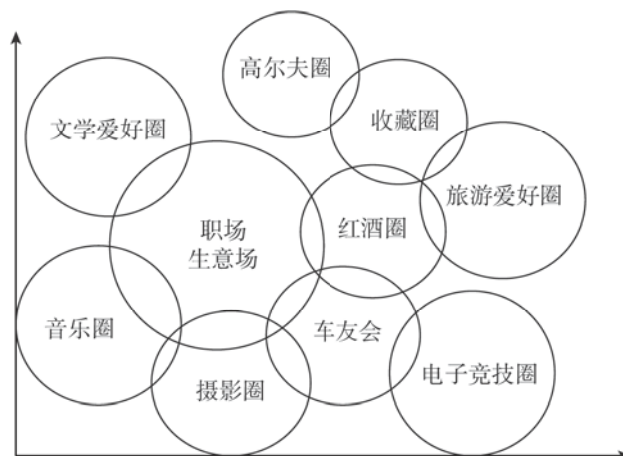 高尔夫圈
文学爱好圈
收藏圈
旅游爱好圈
职场
生意场
红酒圈
音乐圈
车友会
摄影圈
电子竞技圈